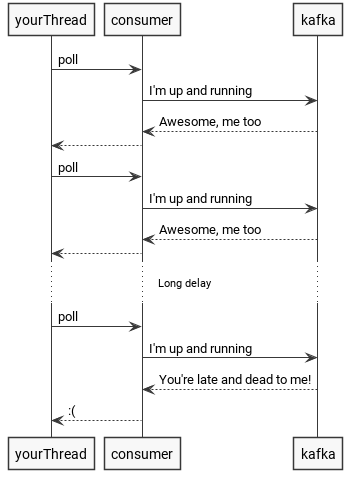 yourThread consumer kafka
poll
I'm up and running
Awesome, me too
poll
I'm up and running
Awesome, me too
Long delay
poll
I'm up and running
You're late and dead to me!
:(
yourThread consumer kafka